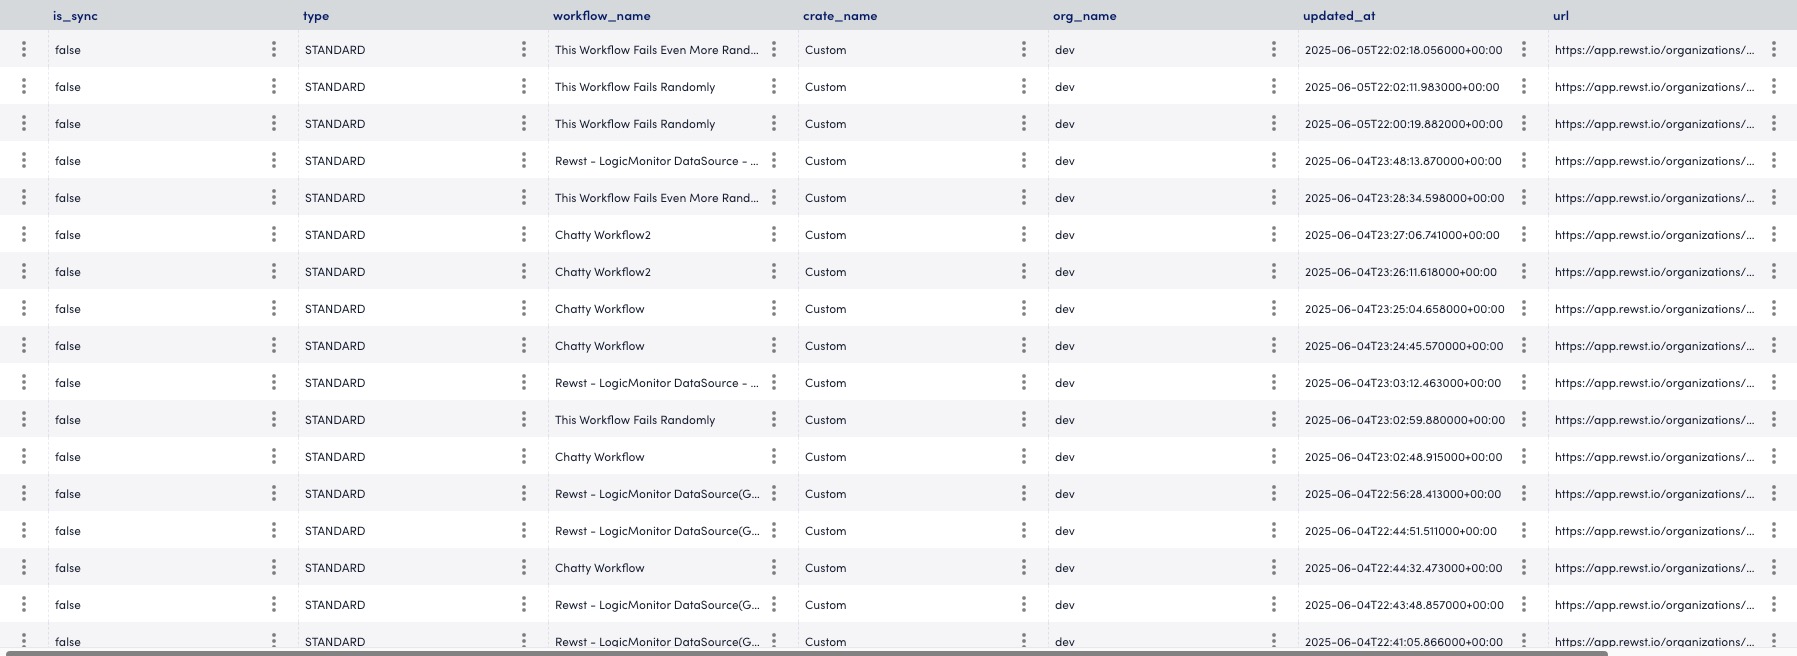 is_sync type workflow_name crate_name org_name updated_at url
false STANDARD This Workflow Fails Even More Rand... Custom dev 2025-06-05T22:02:18.056000+00:00 https://app.rewst.io/organizations/...
false STANDARD This Workflow Fails Randomly Custom dev 2025-06-05T22:02:11.983000+00:00 https://app.rewst.io/organizations/...
false STANDARD This Workflow Fails Randomly Custom dev 2025-06-05T22:00:19.882000+00:00 https://app.rewst.io/organizations/...
false STANDARD Rewst - LogicMonitor DataSource - ... Custom dev 2025-06-04T23:48:13.870000+00:00 https://app.rewst.io/organizations/...
false STANDARD This Workflow Fails Even More Rand... Custom dev 2025-06-04T23:28:34.598000+00:00 https://app.rewst.io/organizations/...
false STANDARD Chatty Workflow2 Custom dev 2025-06-04T23:27:06.741000+00:00 https://app.rewst.io/organizations/...
false STANDARD Chatty Workflow2 Custom dev 2025-06-04T23:26:11.618000+00:00 https://app.rewst.io/organizations/...
false STANDARD Chatty Workflow Custom dev 2025-06-04T23:25:04.658000+00:00 https://app.rewst.io/organizations/...
false STANDARD Chatty Workflow Custom dev 2025-06-04T23:24:45.570000+00:00 https://app.rewst.io/organizations/...
false STANDARD Rewst - LogicMonitor DataSource - ... Custom dev 2025-06-04T23:03:12.463000+00:00 https://app.rewst.io/organizations/...
false STANDARD This Workflow Fails Randomly Custom dev 2025-06-04T23:02:59.880000+00:00 https://app.rewst.io/organizations/...
false STANDARD Chatty Workflow Custom dev 2025-06-04T23:02:48.915000+00:00 https://app.rewst.io/organizations/...
false STANDARD Rewst - LogicMonitor DataSource(G... Custom dev 2025-06-04T22:56:28.413000+00:00 https://app.rewst.io/organizations/...
false STANDARD Rewst - LogicMonitor DataSource(G... Custom dev 2025-06-04T22:44:51.511000+00:00 https://app.rewst.io/organizations/...
false STANDARD Chatty Workflow Custom dev 2025-06-04T22:44:32.473000+00:00 https://app.rewst.io/organizations/...
false STANDARD Rewst - LogicMonitor DataSource(G... Custom dev 2025-06-04T22:43:48.857000+00:00 https://app.rewst.io/organizations/...
false STANDARD Rewst - LogicMonitor DataSource(G... Custom dev 2025-06-04T22:41:05.866000+00:00 https://app.rewst.io/organizations/...